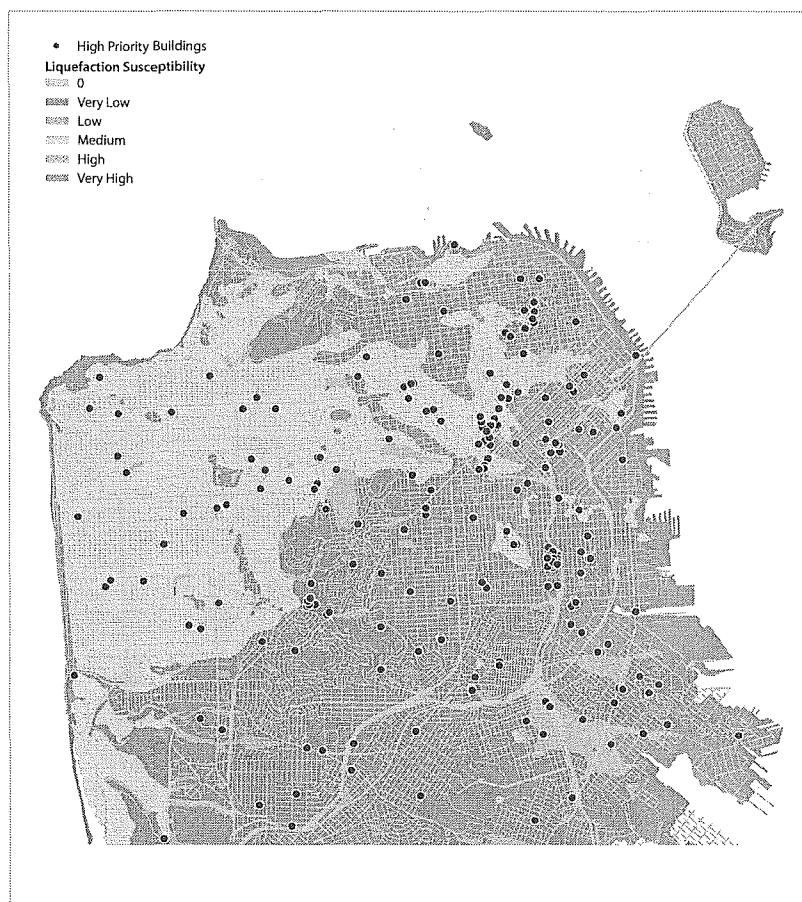 High Priority Buildings
Liquefaction Susceptibility
0
Very Low
Low
Medium
High
Very High